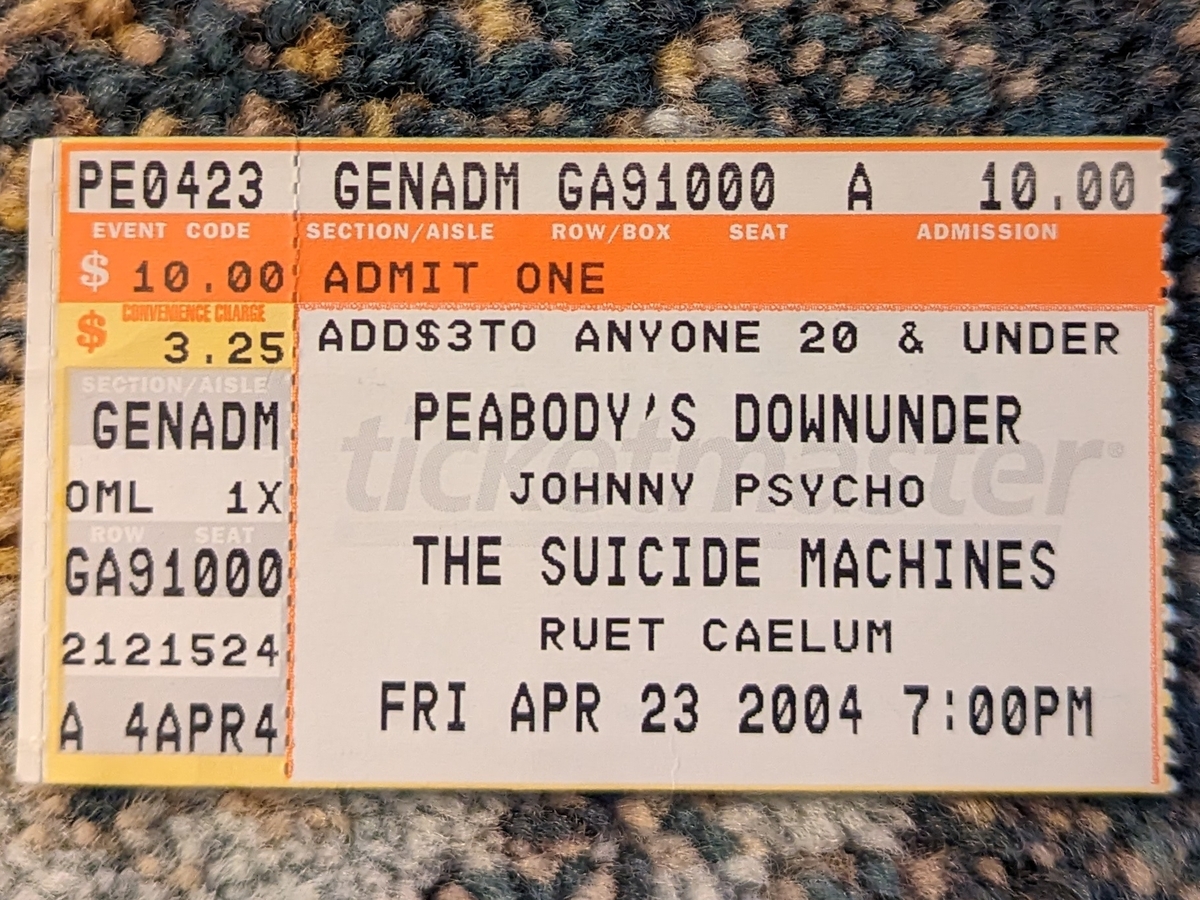 PE0423 GENADM GA91000 A 10.00
EVENT CODE SECTION/AISLE ROW/BOX SEAT ADMISSION
$ 10.00 ADMIT ONE
CONVENIENCE CHARGE
$ 3.25
ADD$3TO ANYONE 20 & UNDER
SECTION/AISLE
GENADM
PEABODY'S DOWNUNDER
ticketmaster®
OML 1X
JOHNNY PSYCHO
ROW SEAT
GA91000
THE SUICIDE MACHINES
2121524
RUET CAELUM
A 4APR4
FRI APR 23 2004 7:00PM